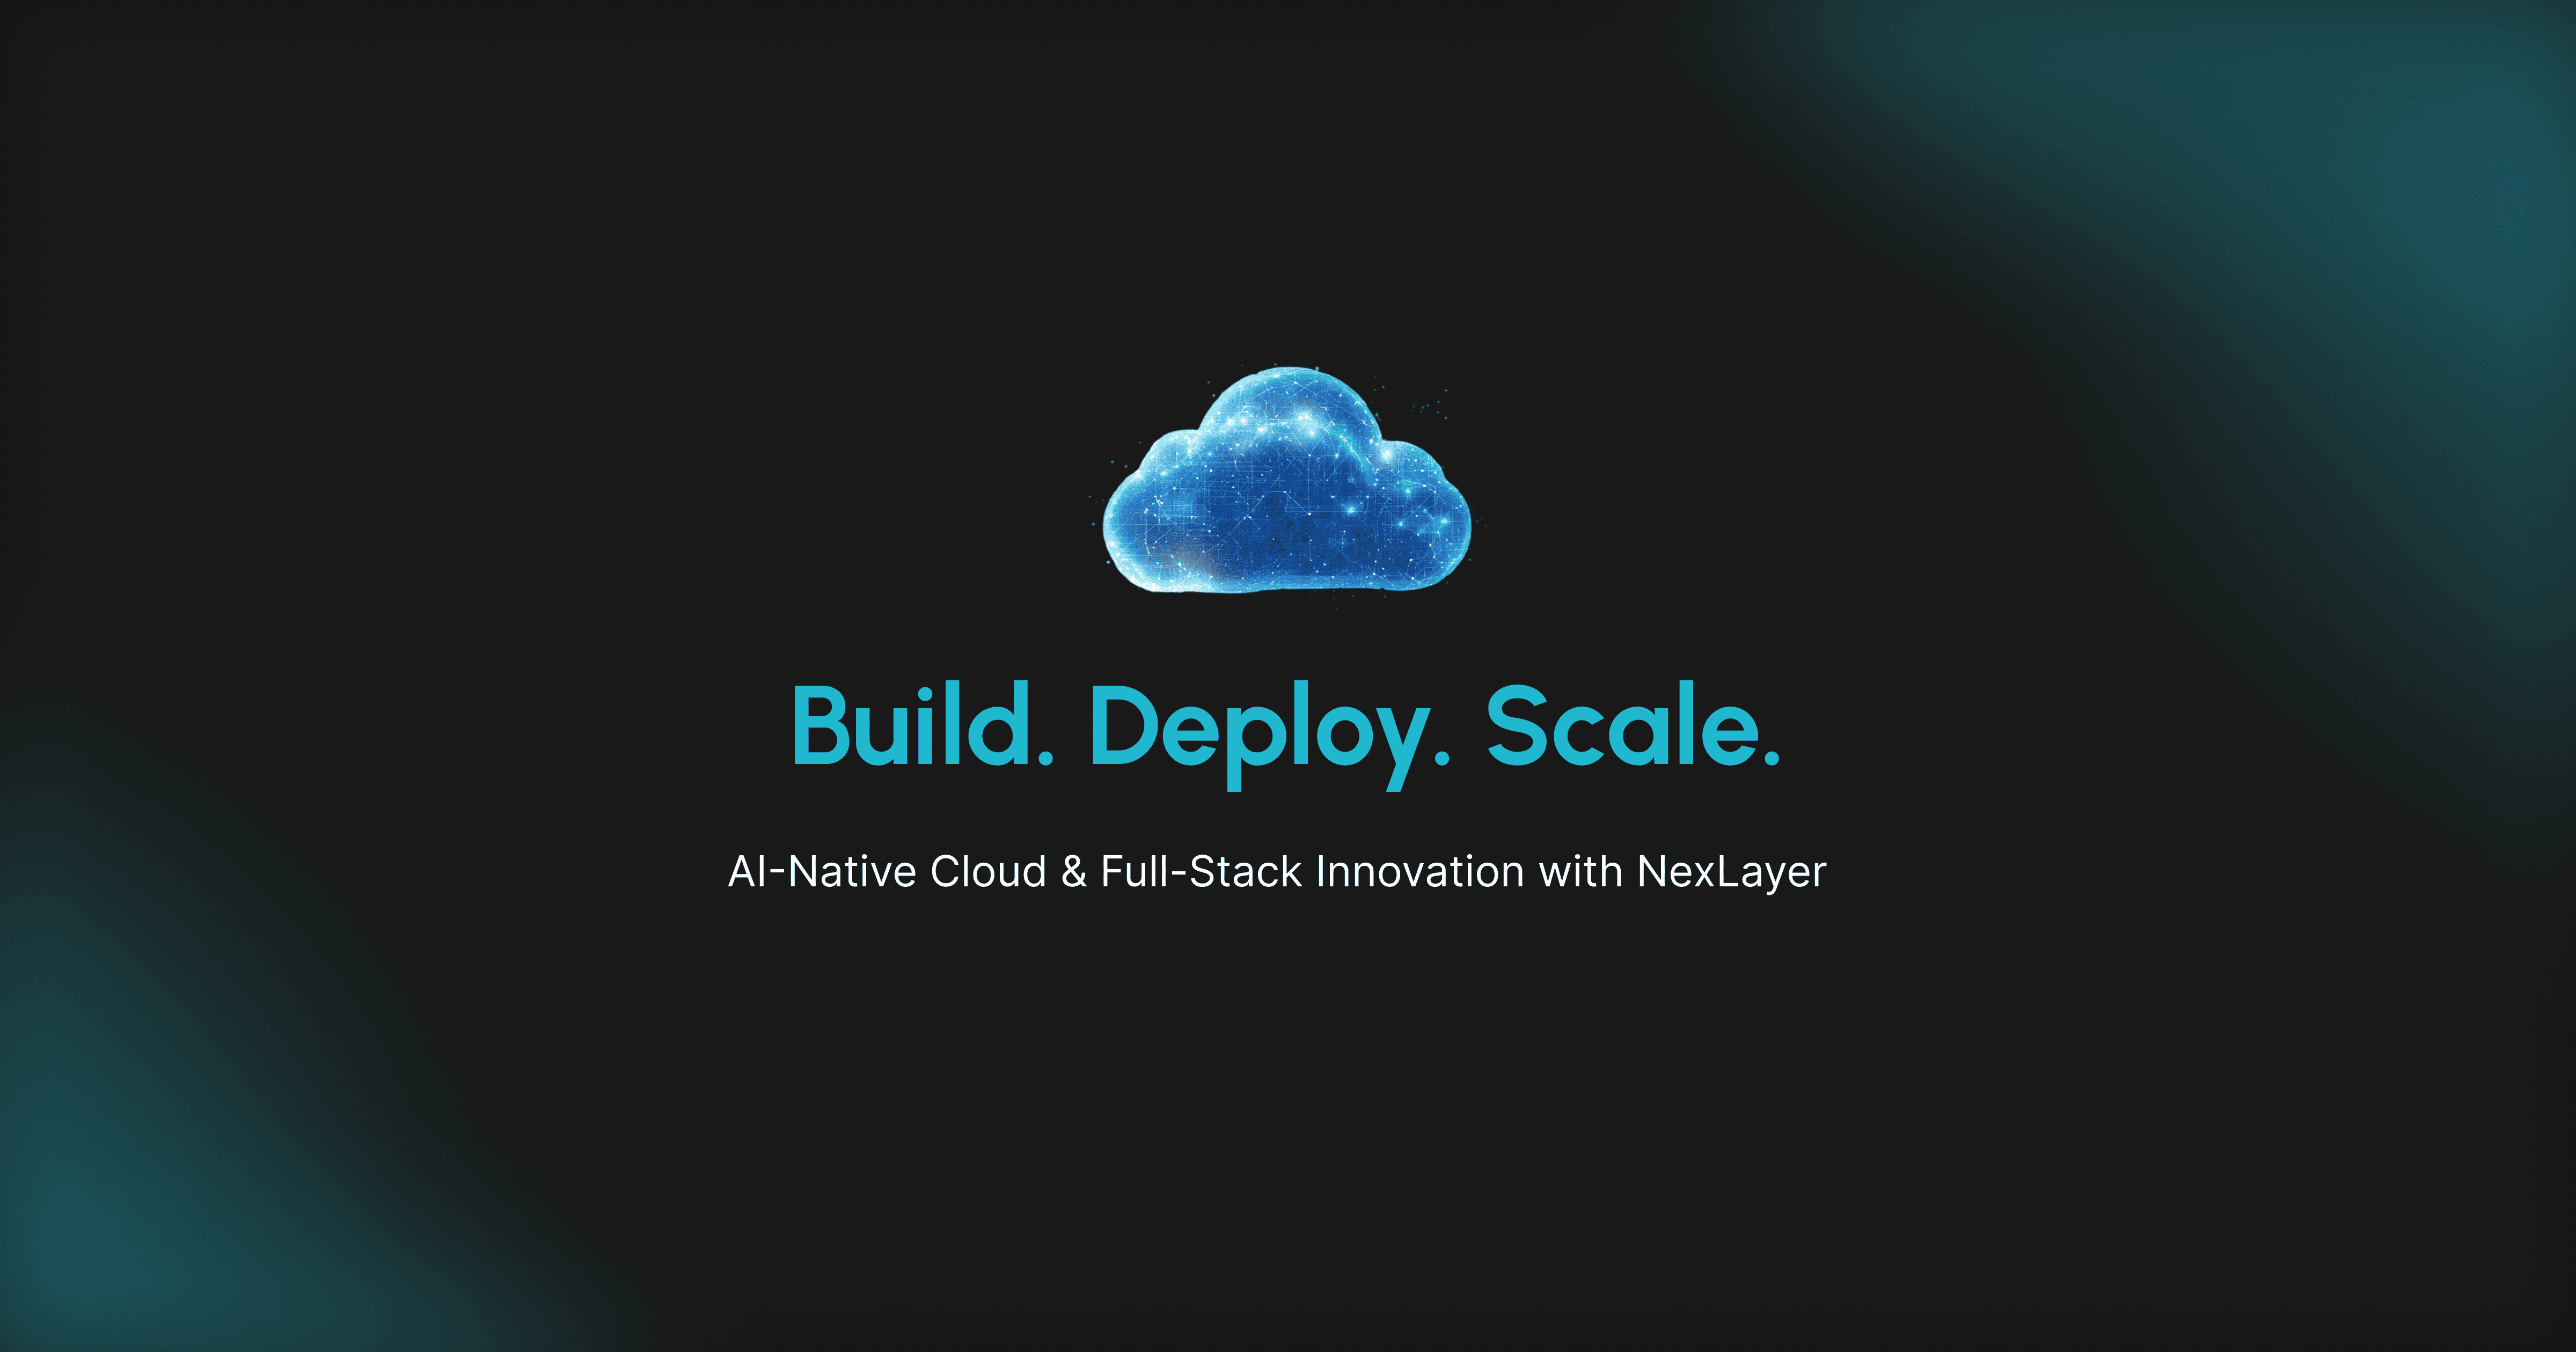 Build. Deploy. Scale.
AI-Native Cloud & Full-Stack Innovation with NexLayer